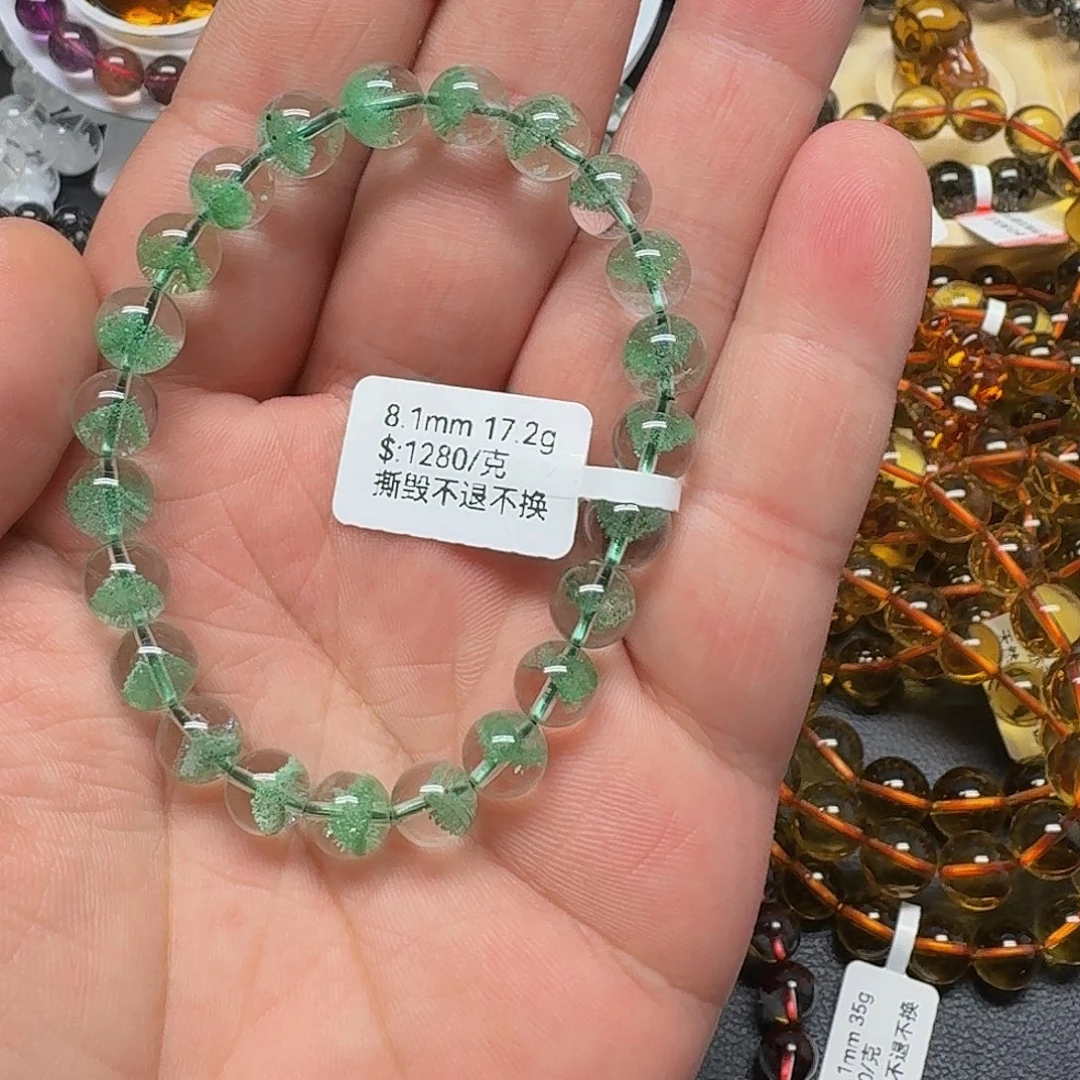 8.1mm 17.2g
$:1280/克
撕毁不退不换
1mm 35g
0/克
不退不换